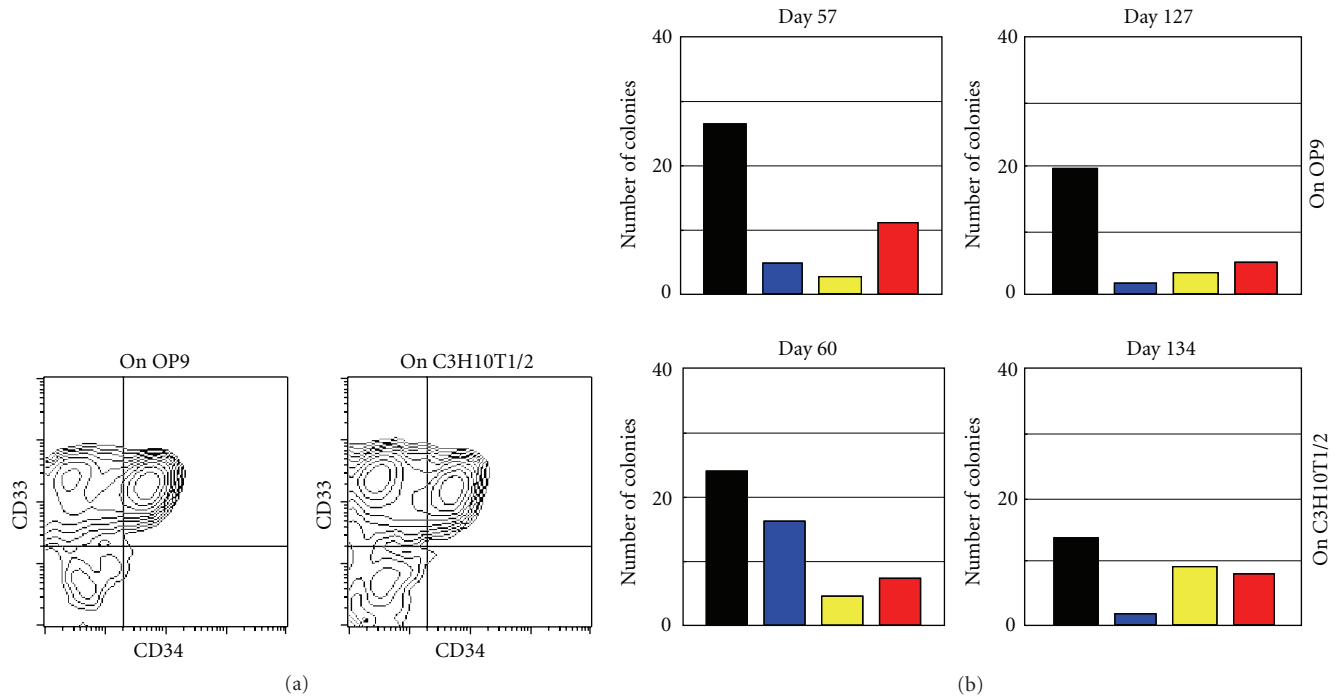 On OP9
CD33
CD34
On C3H10T1/2
CD33
CD34
(a)
Day 57
Number of colonies
40
20
0
Day 127
Number of colonies
40
20
0
On OP9
Day 60
Number of colonies
40
20
0
Day 134
Number of colonies
40
20
0
On C3H10T1/2
(b)